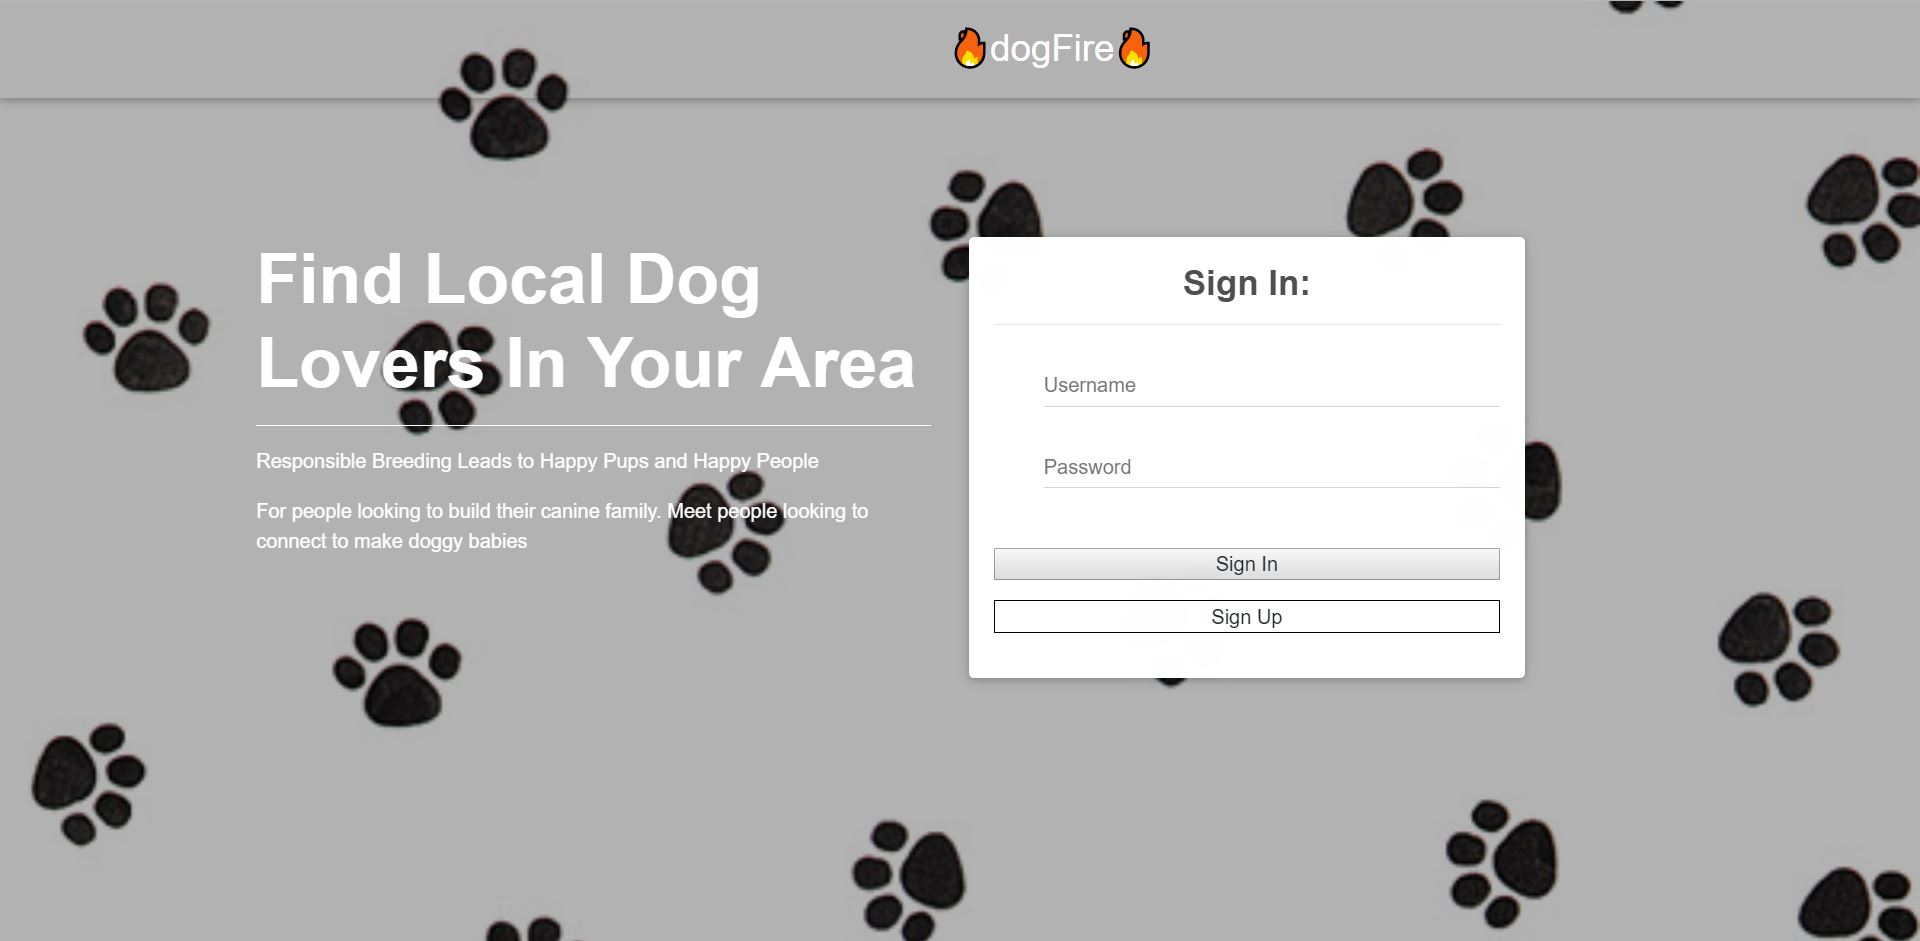 🔥dogFire🔥
Find Local Dog
Lovers In Your Area
Responsible Breeding Leads to Happy Pups and Happy People
For people looking to build their canine family. Meet people looking to
connect to make doggy babies
Sign In:
Username
Password
Sign In
Sign Up